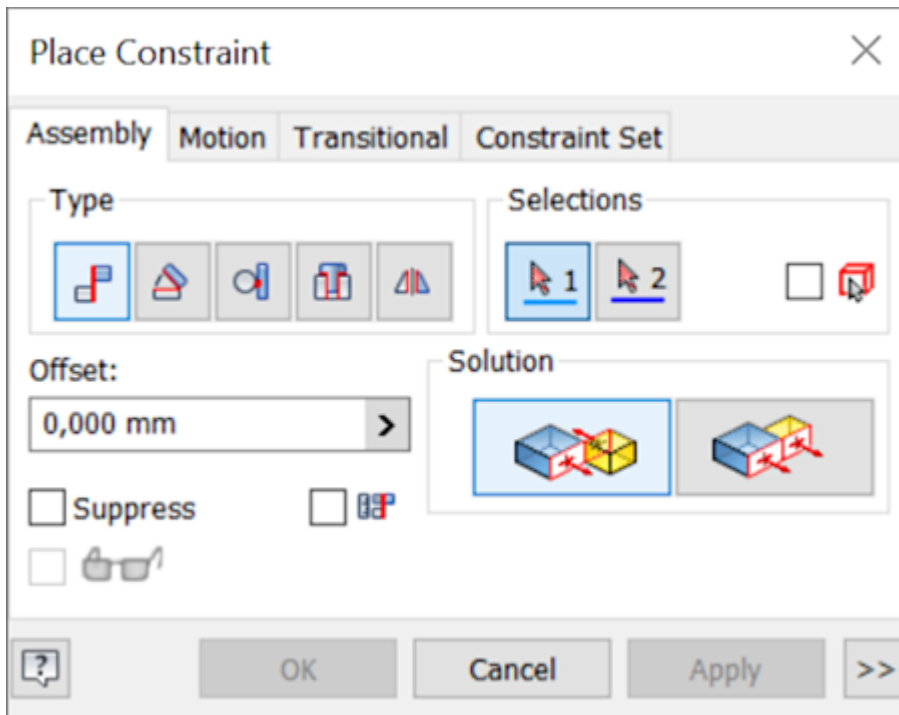 Place Constraint
Assembly Motion Transitional Constraint Set
Type
Selections
1
2
Offset:
Solution
0,000 mm
>
Suppress
?
OK
Cancel
Apply
>>